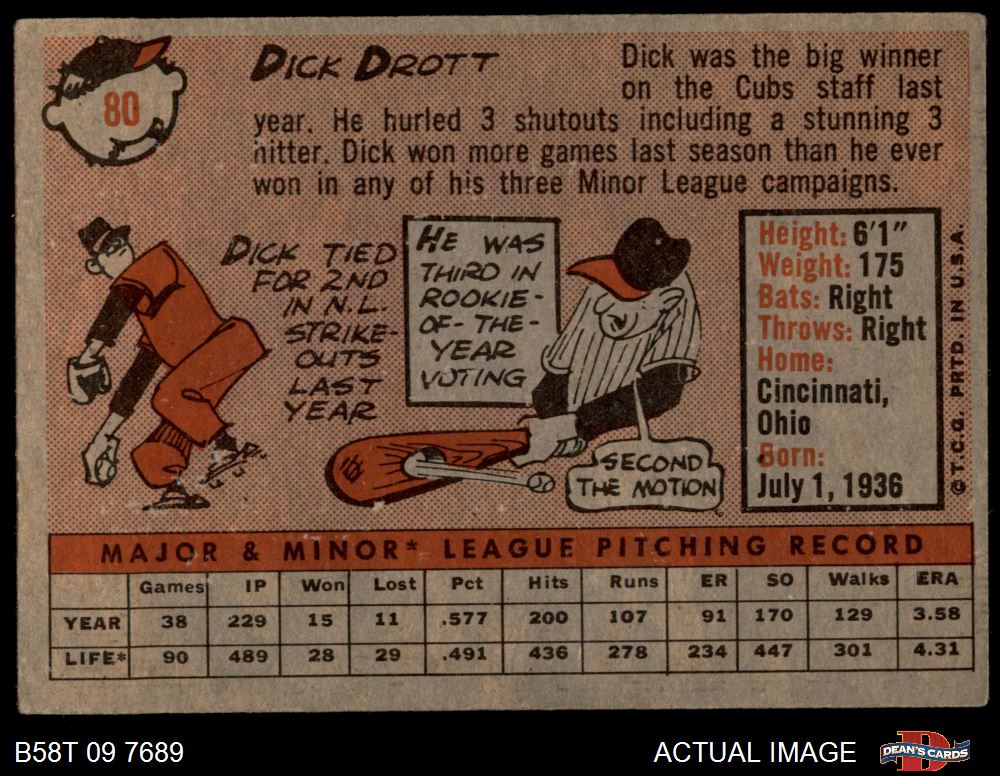 80
DICK DROTT
Dick was the big winner
on the Cubs staff last
year. He hurled 3 shutouts including a stunning 3
hitter. Dick won more games last season than he ever
won in any of his three Minor League campaigns.
DICK TIED
FOR 2ND
IN N.L.
STRIKE-
OUTS
LAST
YEAR
HE WAS
THIRD IN
ROOKIE-
OF-THE-
YEAR
VOTING
SECOND
THE MOTION
Height: 6'1"
Weight: 175
Bats: Right
Throws: Right
Home:
Cincinnati,
Ohio
Born:
July 1, 1936
©T.C.G. PRTD. IN U.S.A.
MAJOR & MINOR* LEAGUE PITCHING RECORD
Games IP Won Lost Pct Hits Runs ER SO Walks ERA
YEAR 38 229 15 11 .577 200 107 91 170 129 3.58
LIFE* 90 489 28 29 .491 436 278 234 447 301 4.31
B58T 09 7689
ACTUAL IMAGE
D
DEAN'S CARDS